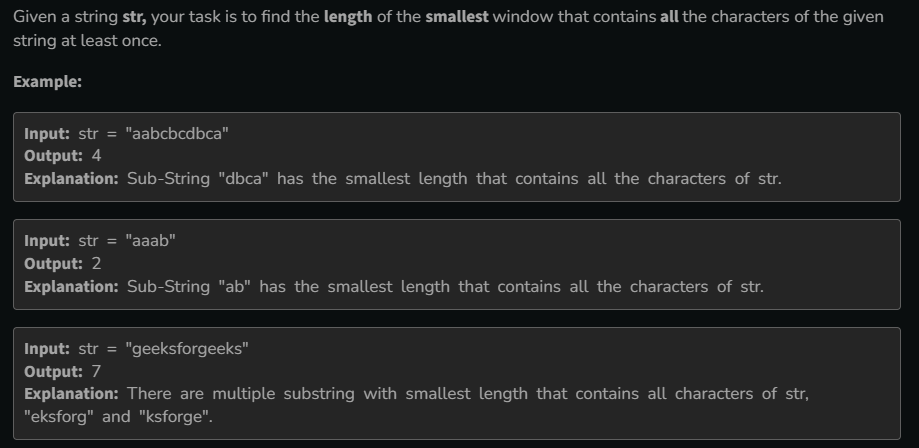 Given a string str, your task is to find the length of the smallest window that contains all the characters of the given
string at least once.
Example:
Input: str = "aabcbcdbca"
Output: 4
Explanation: Sub-String "dbca" has the smallest length that contains all the characters of str.
Input: str = "aaab"
Output: 2
Explanation: Sub-String "ab" has the smallest length that contains all the characters of str.
Input: str = "geeksforgeeks"
Output: 7
Explanation: There are multiple substring with smallest length that contains all characters of str,
"eksforg" and "ksforge".